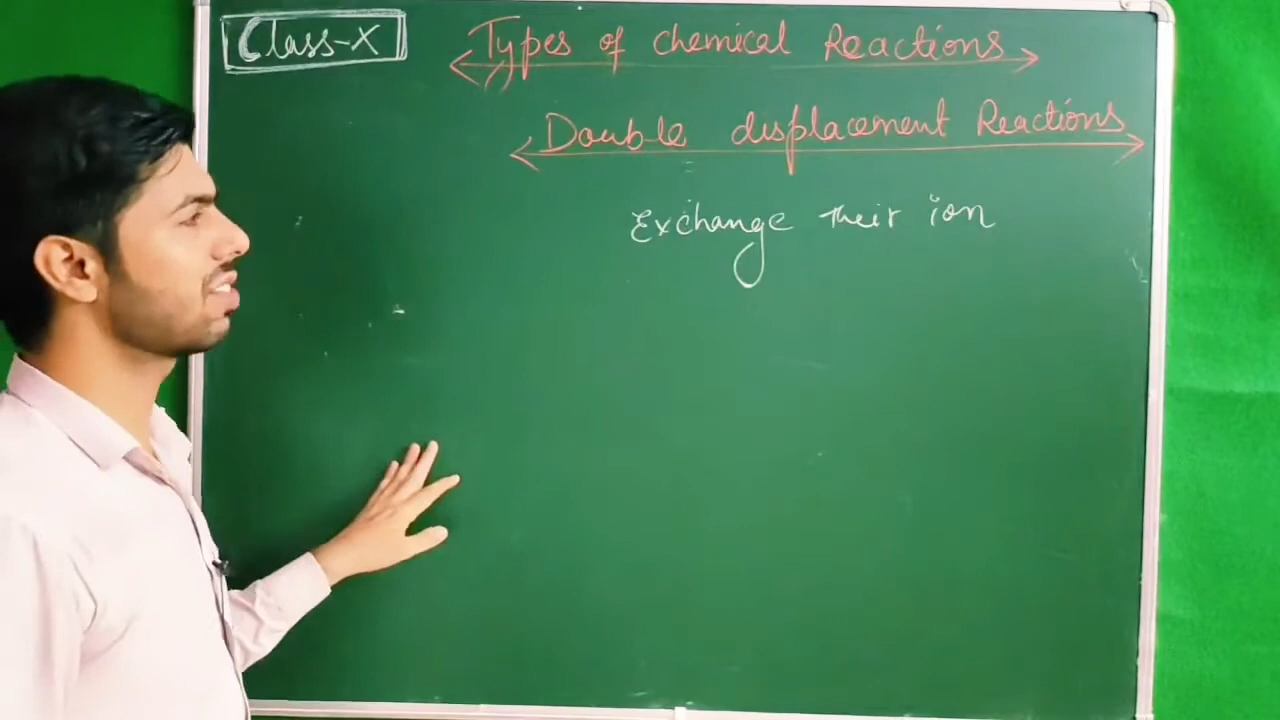 Class-X
Types of chemical Reactions
Double displacement Reactions
Exchange Their ion